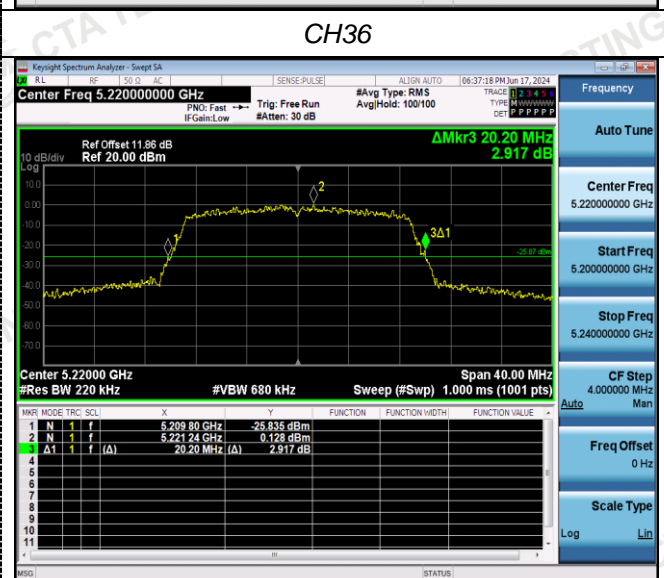 CTA TESTING
CH36
Keysight Spectrum Analyzer - Swept SA
RL RF 50 Ω AC SENSE:PULSE ALIGN AUTO 06:37:18 PM Jun 17, 2024
Center Freq 5.220000000 GHz
PNO: Fast
IFGain:Low
Trig: Free Run
#Atten: 30 dB
#Avg Type: RMS
Avg|Hold: 100/100
TRACE 1 2 3 4 5 6
TYPE M WWWWW
DET P P P P P P
Frequency
Auto Tune
Center Freq
5.220000000 GHz
Start Freq
5.200000000 GHz
Stop Freq
5.240000000 GHz
CF Step
4.000000 MHz
Auto Man
Freq Offset
0 Hz
Scale Type
Log Lin
Ref Offset 11.86 dB
Ref 20.00 dBm
10 dB/div
Log
ΔMkr3 20.20 MHz
2.917 dB
10.0
0.00
-10.0
-20.0
-30.0
-40.0
-50.0
-60.0
-70.0
1
2
3Δ1
-25.87 dBm
Center 5.22000 GHz Span 40.00 MHz
#Res BW 220 kHz #VBW 680 kHz Sweep (#Swp) 1.000 ms (1001 pts)
MKR MODE TRC SCL X Y FUNCTION FUNCTION WIDTH FUNCTION VALUE
1 N 1 f 5.209 80 GHz -25.835 dBm
2 N 1 f 5.221 24 GHz 0.128 dBm
3 Δ1 1 f (Δ) 20.20 MHz (Δ) 2.917 dB
4
5
6
7
8
9
10
11
MSG STATUS